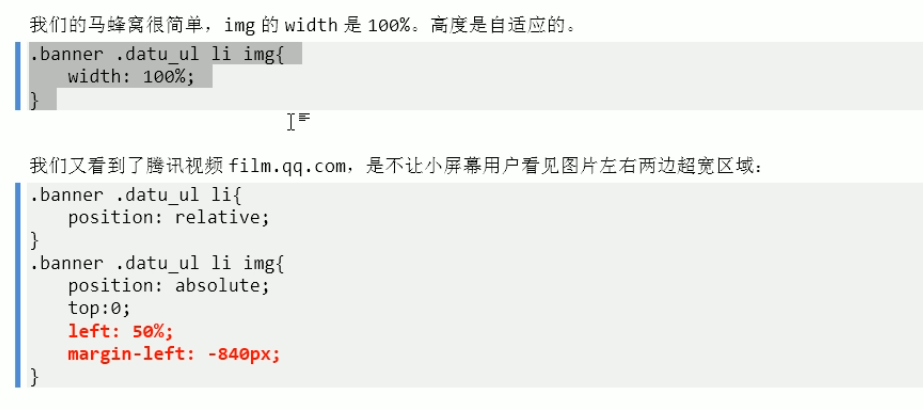 我们的马蜂窝很简单，img 的 width 是 100%。高度是自适应的。
.banner .datu_ul li img{
width: 100%;
}
我们又看到了腾讯视频 film.qq.com，是不让小屏幕用户看见图片左右两边超宽区域：
.banner .datu_ul li{
position: relative;
}
.banner .datu_ul li img{
position: absolute;
top:0;
left: 50%;
margin-left: -840px;
}